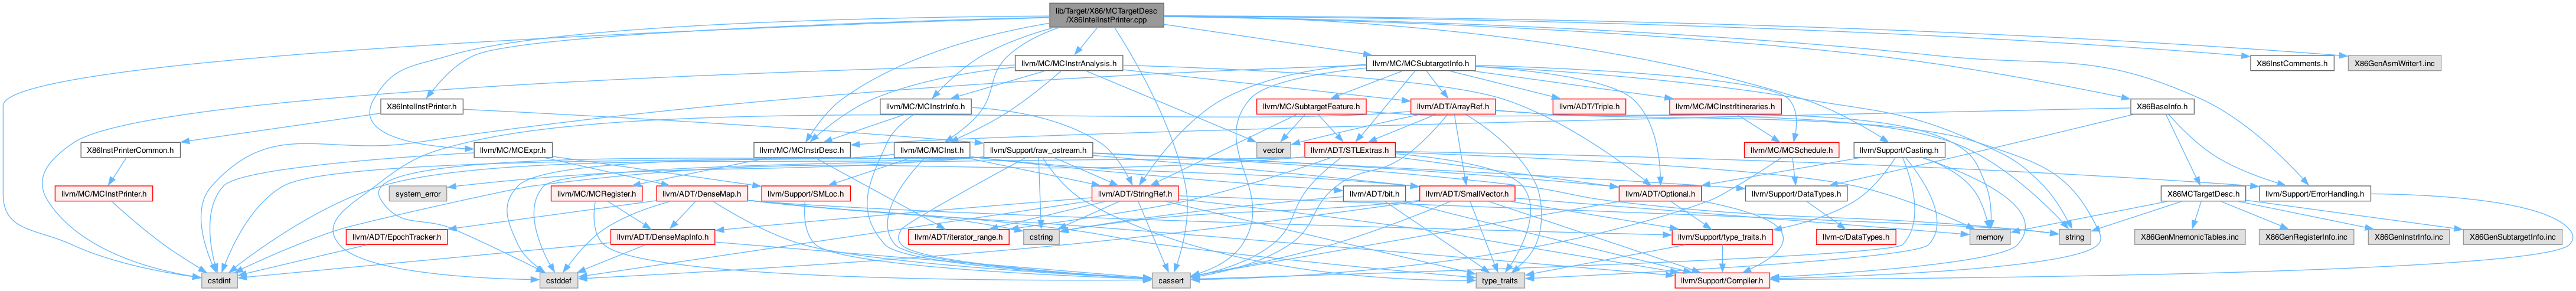 lib/Target/X86/MCTargetDesc
/X86IntelInstPrinter.cpp
llvm/MC/MCInstrAnalysis.h
llvm/MC/MCSubtargetInfo.h
X86InstComments.h
X86GenAsmWriter1.inc
X86IntelInstPrinter.h
llvm/MC/MCInstrInfo.h
llvm/MC/SubtargetFeature.h
llvm/ADT/ArrayRef.h
llvm/ADT/Triple.h
llvm/MC/MCInstrItineraries.h
X86BaseInfo.h
X86InstPrinterCommon.h
llvm/MC/MCExpr.h
llvm/MC/MCInstrDesc.h
llvm/MC/MCInst.h
llvm/Support/raw_ostream.h
vector
llvm/ADT/STLExtras.h
llvm/MC/MCSchedule.h
llvm/Support/Casting.h
llvm/MC/MCInstPrinter.h
system_error
llvm/MC/MCRegister.h
llvm/ADT/DenseMap.h
llvm/Support/SMLoc.h
llvm/ADT/StringRef.h
llvm/ADT/bit.h
llvm/ADT/SmallVector.h
llvm/ADT/Optional.h
llvm/Support/DataTypes.h
X86MCTargetDesc.h
llvm/Support/ErrorHandling.h
llvm/ADT/EpochTracker.h
llvm/ADT/DenseMapInfo.h
llvm/ADT/iterator_range.h
cstring
llvm/Support/type_traits.h
llvm-c/DataTypes.h
memory
string
X86GenMnemonicTables.inc
X86GenRegisterInfo.inc
X86GenInstrInfo.inc
X86GenSubtargetInfo.inc
cstdint
cstddef
cassert
type_traits
llvm/Support/Compiler.h